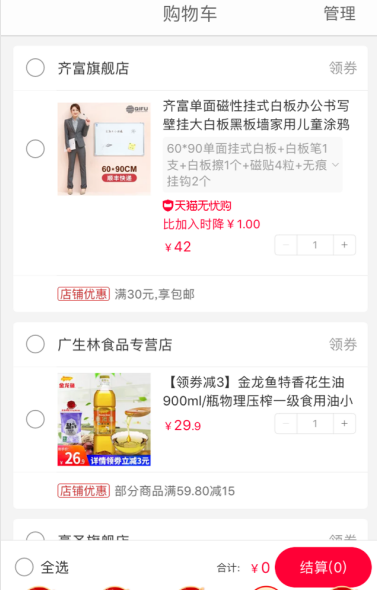 购物车
管理
齐富旗舰店
领券
齐富单面磁性挂式白板办公书写
壁挂大白板黑板墙家用儿童涂鸦
60*90单面挂式白板+白板笔1
支+白板擦1个+磁贴4粒+无痕
挂钩2个
QIFU
60*90CM
顺丰快递
天猫无忧购
比加入时降￥1.00
￥42
1
店铺优惠 满30元,享包邮
广生林食品专营店
领券
【领券减3】金龙鱼特香花生油
900ml/瓶物理压榨一级食用油小
￥29.9
1
金龙鱼
26.9
详情领券立减3元
店铺优惠 部分商品满59.80减15
旗舰店
领券
全选
合计:
￥0
结算(0)